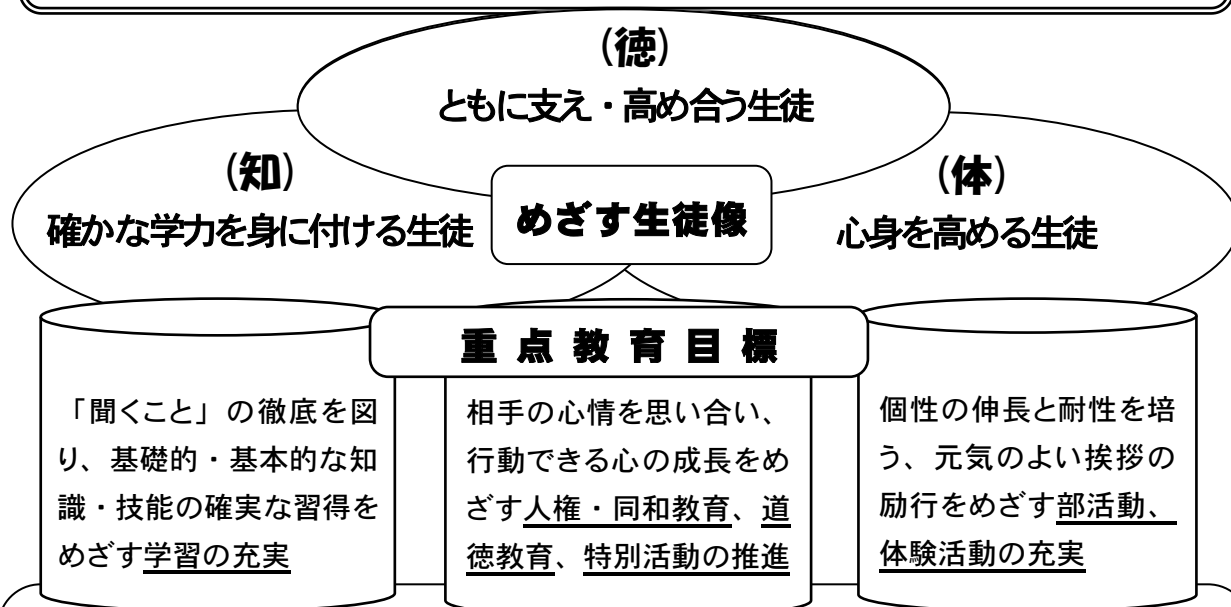 (徳)
ともに支え・高め合う生徒
(知)
確かな学力を身に付ける生徒
(体)
心身を高める生徒
めざす生徒像
重点教育目標
「聞くこと」の徹底を図
り、基礎的・基本的な知
識・技能の確実な習得を
めざす学習の充実
相手の心情を思い合い、
行動できる心の成長をめ
ざす人権・同和教育、道
徳教育、特別活動の推進
個性の伸長と耐性を培
う、元気のよい挨拶の
励行をめざす部活動、
体験活動の充実